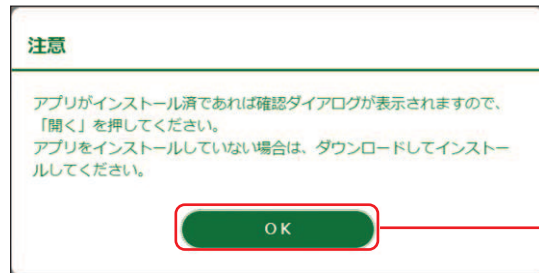 注意
アプリがインストール済であれば確認ダイアログが表示されますので、
「開く」を押してください。
アプリをインストールしていない場合は、ダウンロードしてインストー
ルしてください。
OK